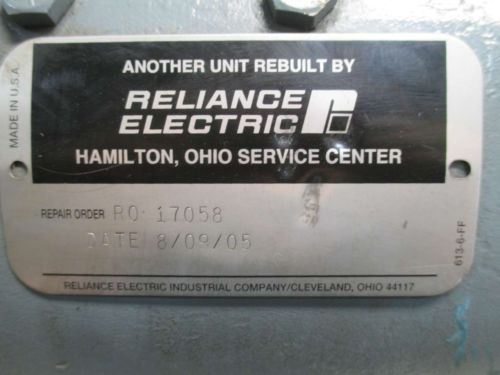 MADE IN U.S.A.
ANOTHER UNIT REBUILT BY
RELIANCE
ELECTRIC
HAMILTON, OHIO SERVICE CENTER
REPAIR ORDER RO 17058
DATE 8/09/05
613-6-FF
RELIANCE ELECTRIC INDUSTRIAL COMPANY/CLEVELAND, OHIO 44117